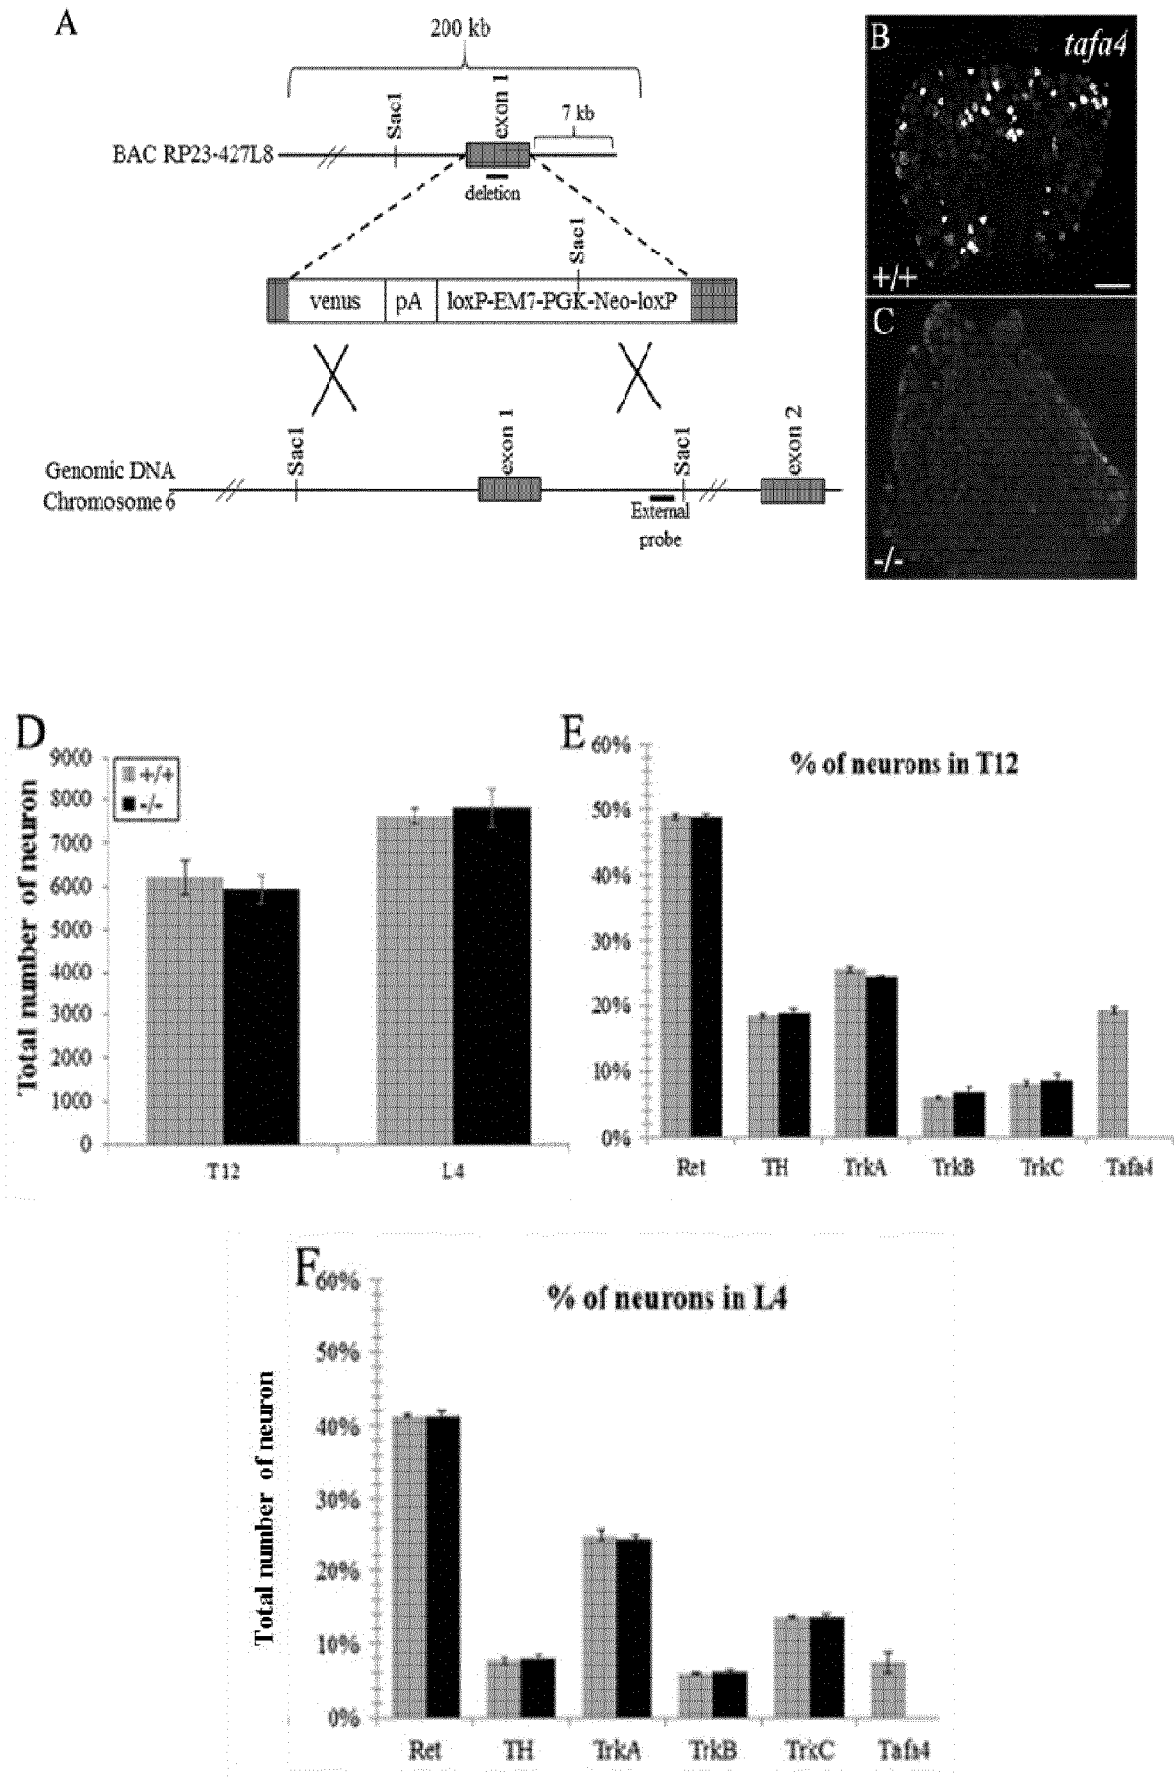 A
200 kb
Sac1
exon 1
7 kb
BAC RP23-427L8
deletion
Sac1
venus
pA
loxP-EM7-PGK-Neo-loxP
Sac1
exon 1
Sac1
exon 2
Genomic DNA
Chromosome 6
External
probe
B
tafa4
+/+
C
-/-
D
Total number of neuron
9000
8000
7000
6000
5000
4000
3000
2000
1000
0
+/+
-/-
T12
L4
E
% of neurons in T12
60%
50%
40%
30%
20%
10%
0%
Ret
TH
TrkA
TrkB
TrkC
Tafa4
F
% of neurons in L4
Total number of neuron
60%
50%
40%
30%
20%
10%
0%
Ret
TH
TrkA
TrkB
TrkC
Tafa4